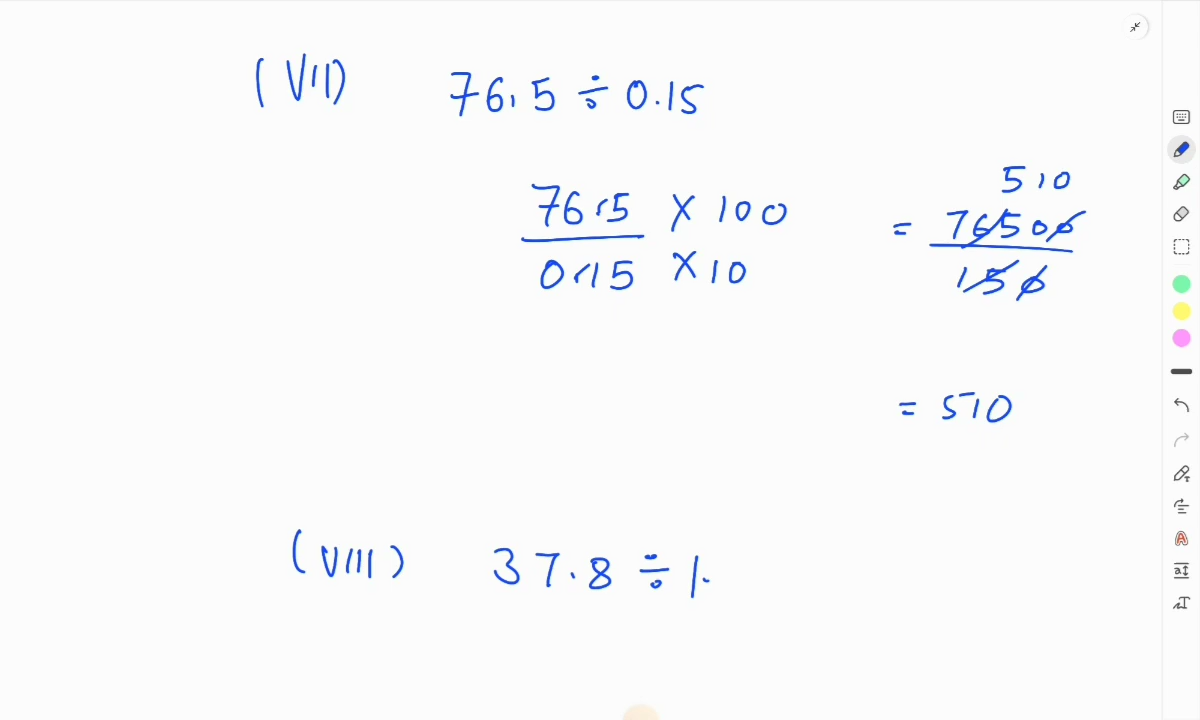 (VII) 76.5 ÷ 0.15
510
76.5 × 100 = 76500
0.15 × 10 150
= 510
(VIII) 37.8 ÷ 1.